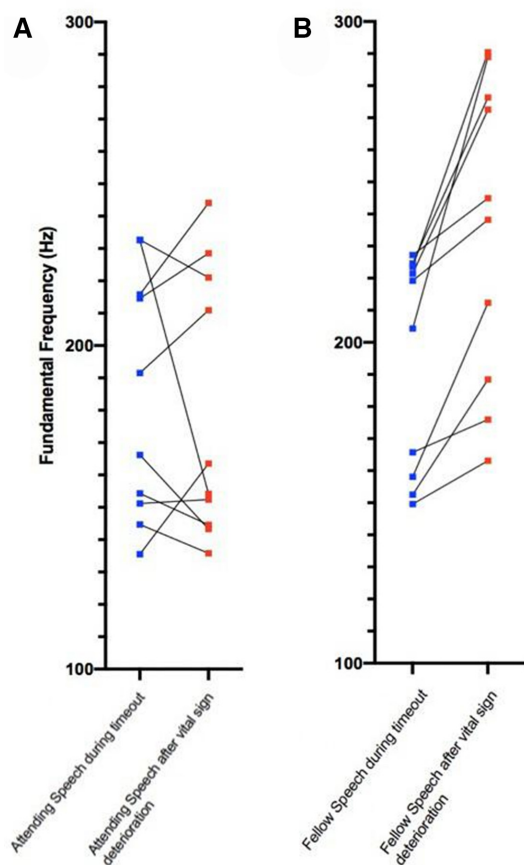 A
B
300
200
100
Fundamental Frequency (Hz)
Attending Speech during timeout
Attending Speech after vital sign
deterioration
300
200
100
Fellow Speech during timeout
Fellow Speech after vital sign
deterioration